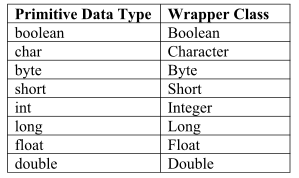 Primitive Data Type Wrapper Class
boolean Boolean
char Character
byte Byte
short Short
int Integer
long Long
float Float
double Double